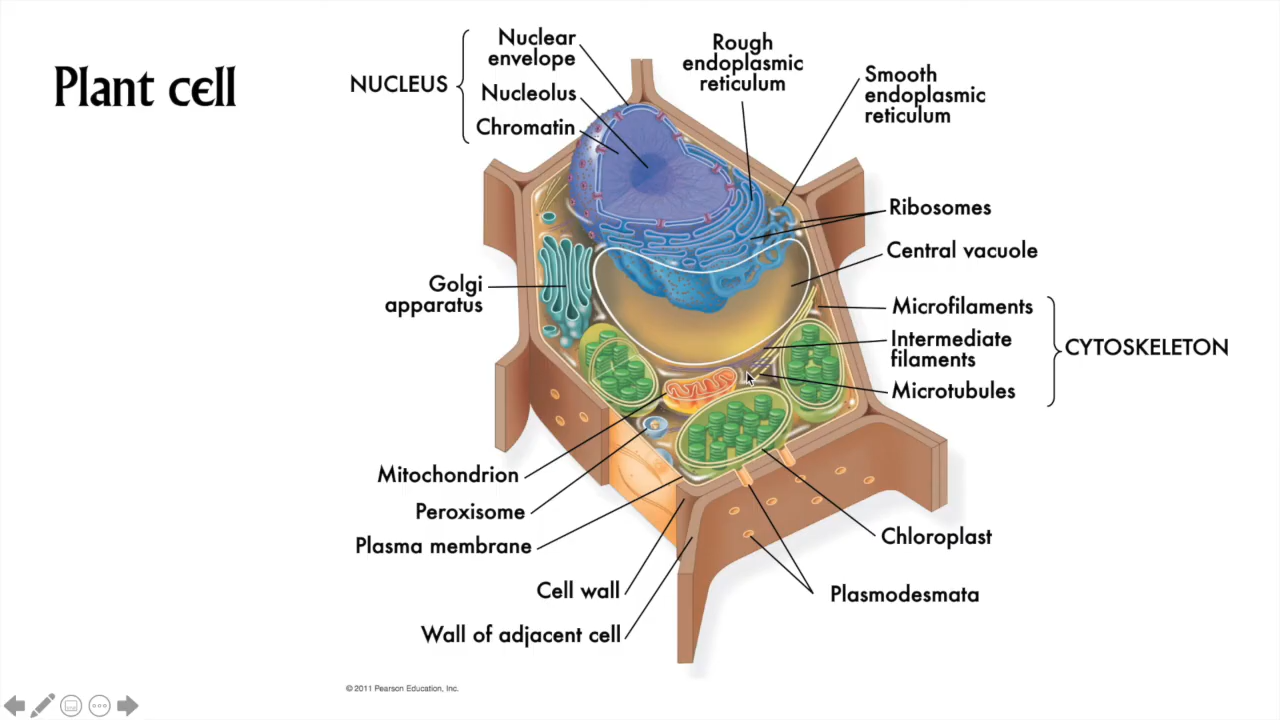 Plant cell
NUCLEUS
Nuclear
envelope
Nucleolus
Chromatin
Rough
endoplasmic
reticulum
Smooth
endoplasmic
reticulum
Ribosomes
Central vacuole
Golgi
apparatus
Microfilaments
Intermediate
filaments
Microtubules
CYTOSKELETON
Mitochondrion
Peroxisome
Plasma membrane
Cell wall
Wall of adjacent cell
Chloroplast
Plasmodesmata
© 2011 Pearson Education, Inc.